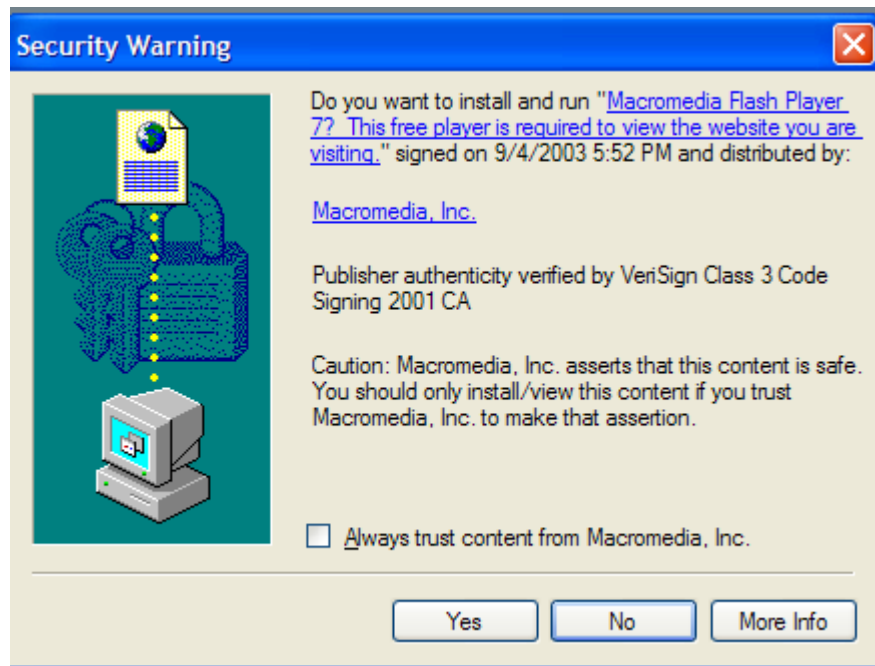 Security Warning
Do you want to install and run "Macromedia Flash Player
7? This free player is required to view the website you are
visiting." signed on 9/4/2003 5:52 PM and distributed by:
Macromedia, Inc.
Publisher authenticity verified by VeriSign Class 3 Code
Signing 2001 CA
Caution: Macromedia, Inc. asserts that this content is safe.
You should only install/view this content if you trust
Macromedia, Inc. to make that assertion.
Always trust content from Macromedia, Inc.
Yes No More Info